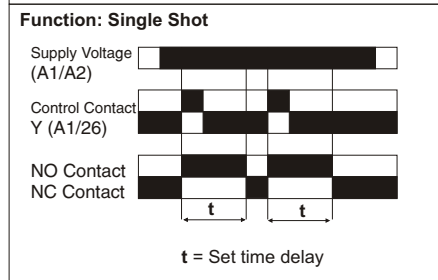 Function: Single Shot
Supply Voltage
(A1/A2)
Control Contact
Y (A1/26)
NO Contact
NC Contact
t t
t = Set time delay